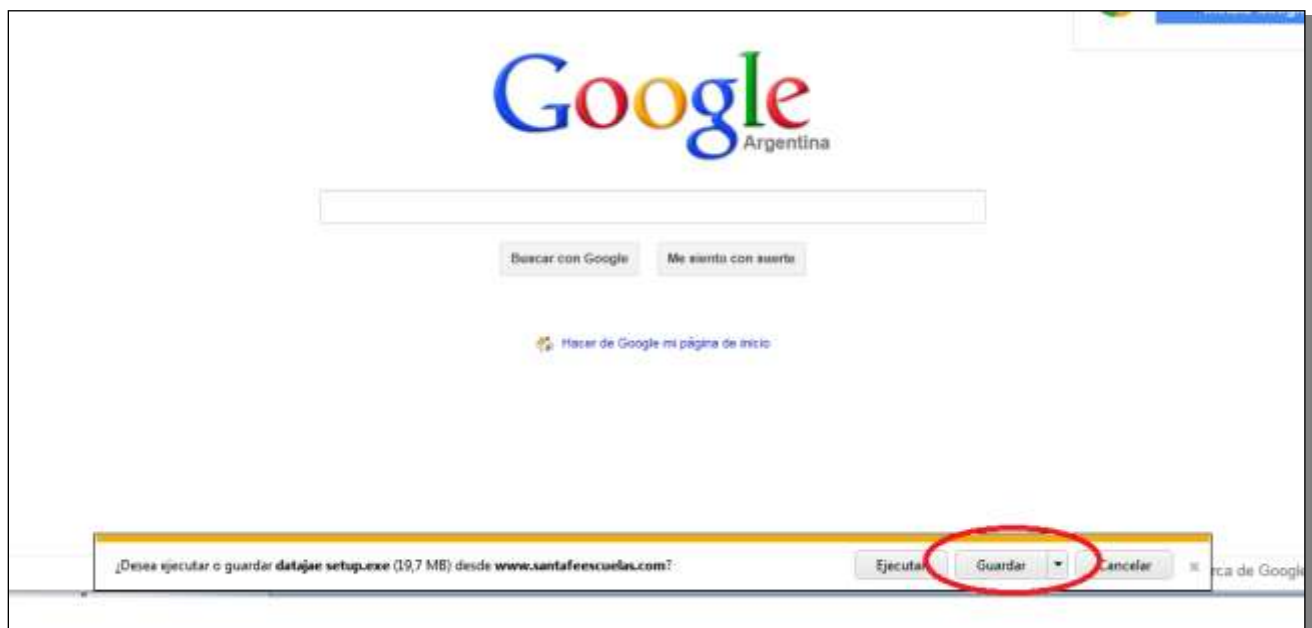 Google
Argentina
Buscar con Google Me siento con suerte
Hacer de Google mi página de inicio
¿Desea ejecutar o guardar datajae setup.exe (19,7 MB) desde www.santafeescuelas.com? Ejecutar Guardar Cancelar
rca de Google